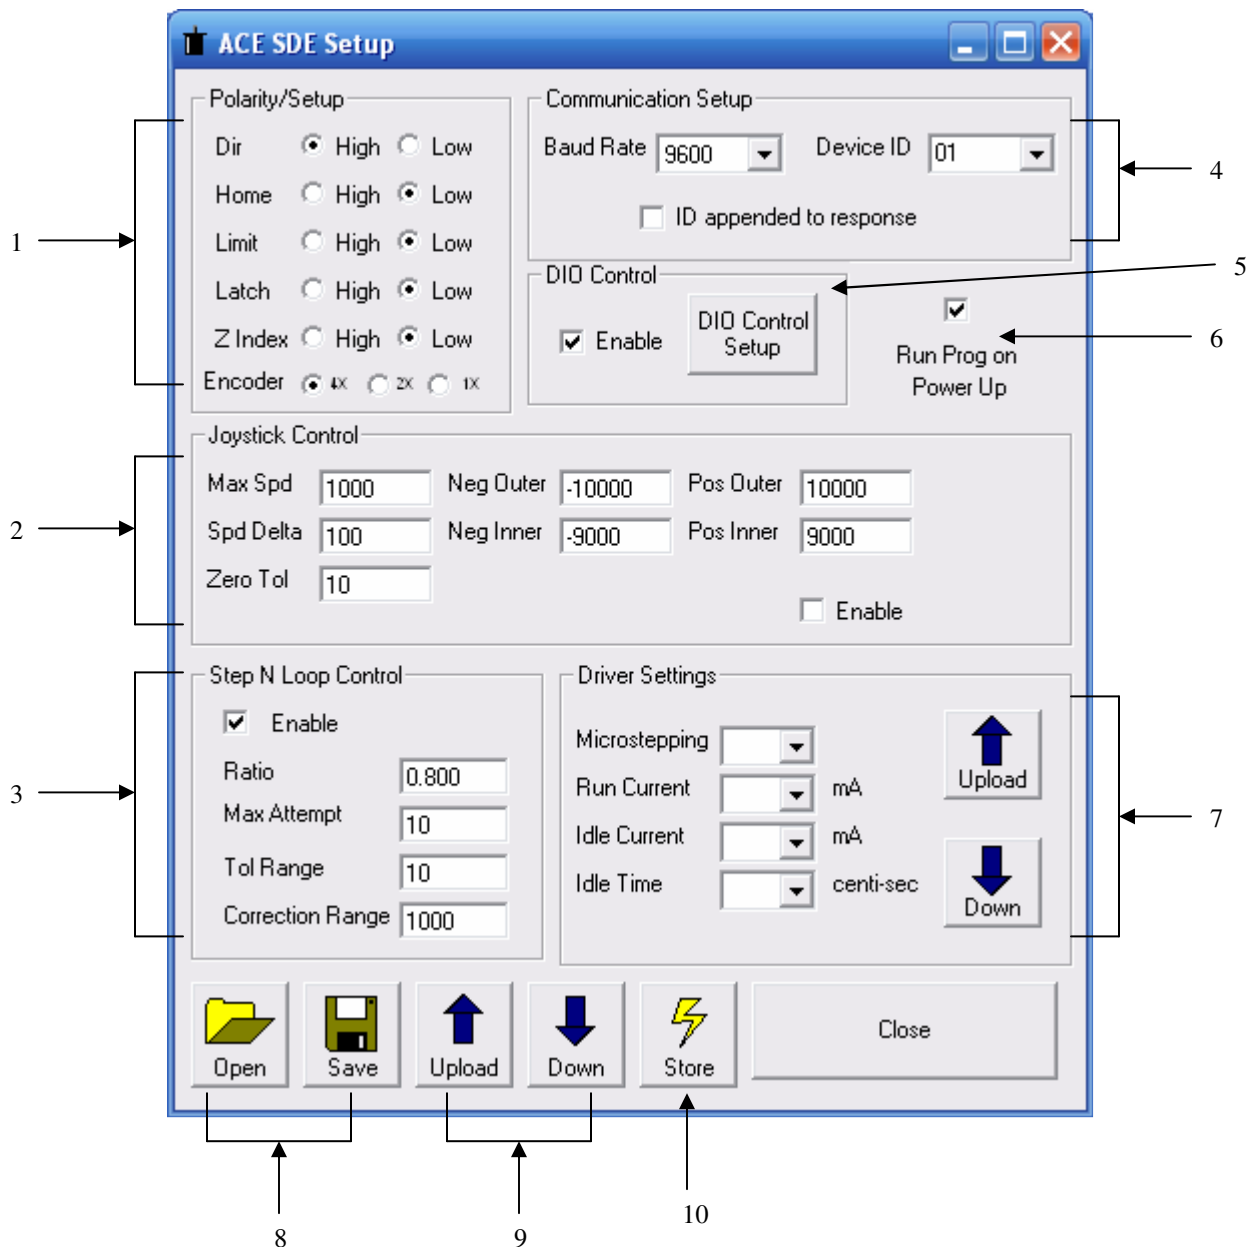 ACE SDE Setup
Polarity/Setup
Dir High Low
Home High Low
Limit High Low
Latch High Low
Z Index High Low
Encoder 4X 2X 1X
1
Communication Setup
Baud Rate 9600 Device ID 01
ID appended to response
4
DIO Control
Enable DIO Control Setup
5
Run Prog on
Power Up
6
Joystick Control
Max Spd 1000 Neg Outer -10000 Pos Outer 10000
Spd Delta 100 Neg Inner -9000 Pos Inner 9000
Zero Tol 10
Enable
2
Step N Loop Control
Enable
Ratio 0.800
Max Attempt 10
Tol Range 10
Correction Range 1000
3
Driver Settings
Microstepping
Run Current mA
Idle Current mA
Idle Time centi-sec
Upload
Down
7
Open Save Upload Down Store Close
8 9 10